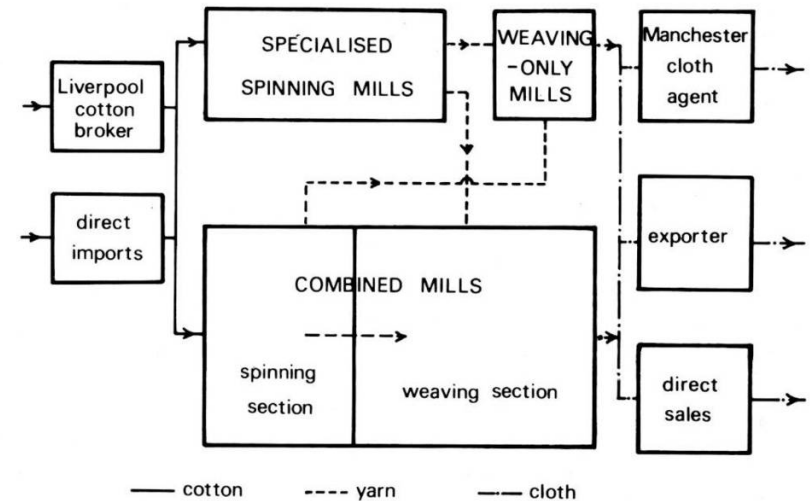 SPECIALISED
SPINNING MILLS
WEAVING
-ONLY
MILLS
Manchester
cloth
agent
Liverpool
cotton
broker
direct
imports
exporter
COMBINED MILLS
spinning
section
weaving section
direct
sales
cotton
yarn
cloth